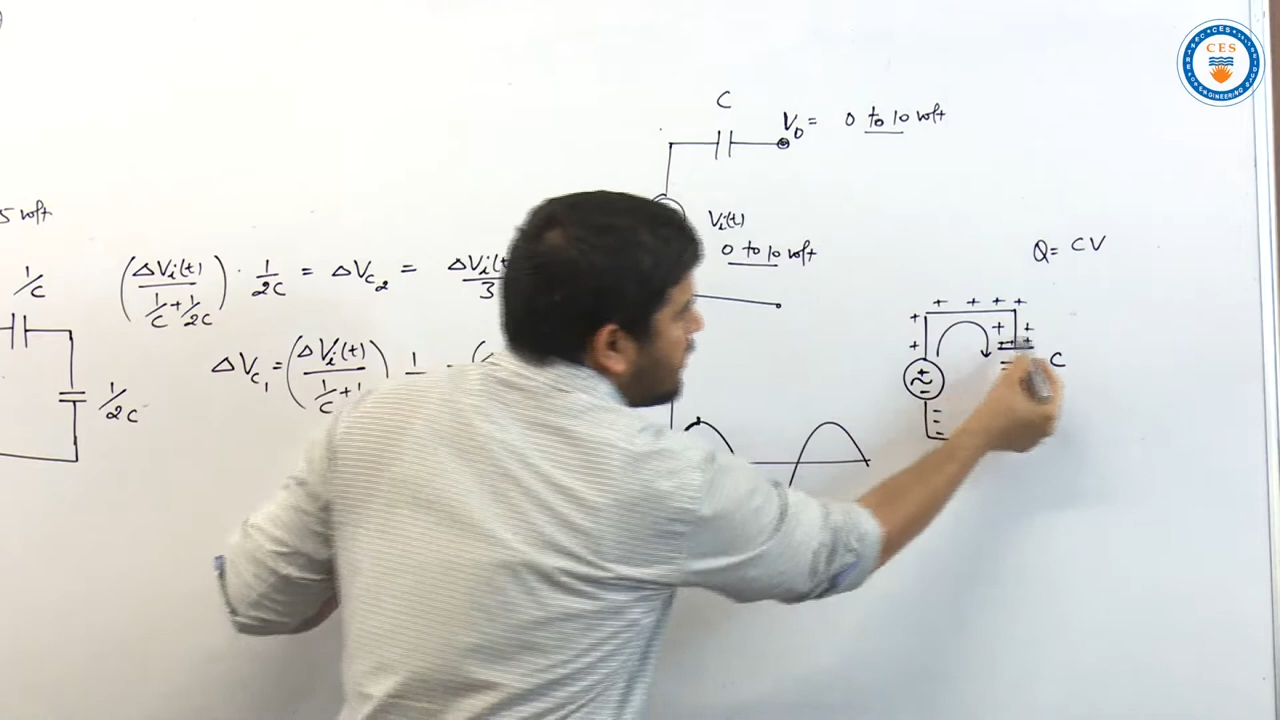 CES
C
V₀ = 0 to 10 volt
5 volt
Vi(t)
0 to 10 volt
Q = CV
1/C
(ΔVi(t) / (1/C + 1/2C)) · 1/2C = ΔVC₂ = ΔVi(t) / 3
+ + + +
+ + +
+
C
ΔVC₁ = (ΔVi(t) / 1/C + 1
1/2C